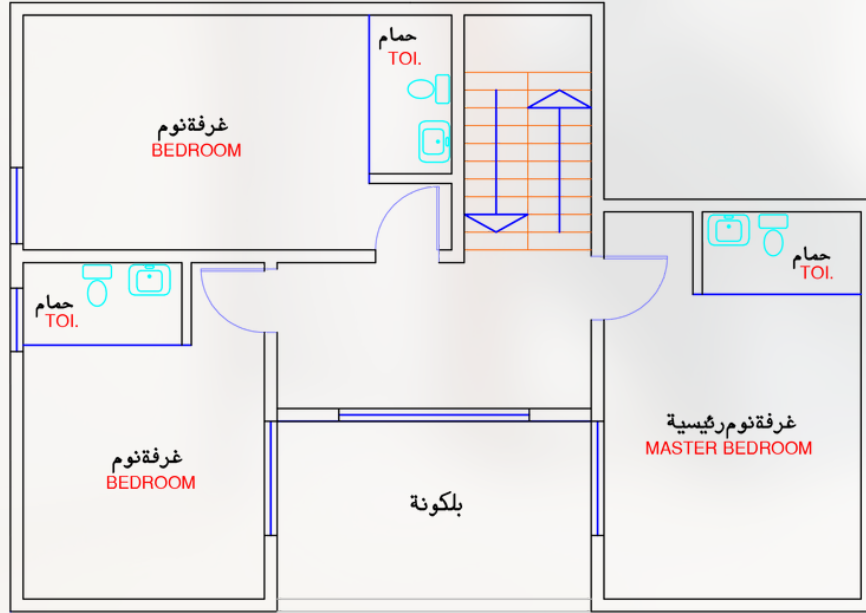 حمام
TOI.
غرفةنوم
BEDROOM
حمام
TOI.
حمام
TOI.
غرفةنوم
BEDROOM
غرفةنوم رئيسية
MASTER BEDROOM
بلكونة